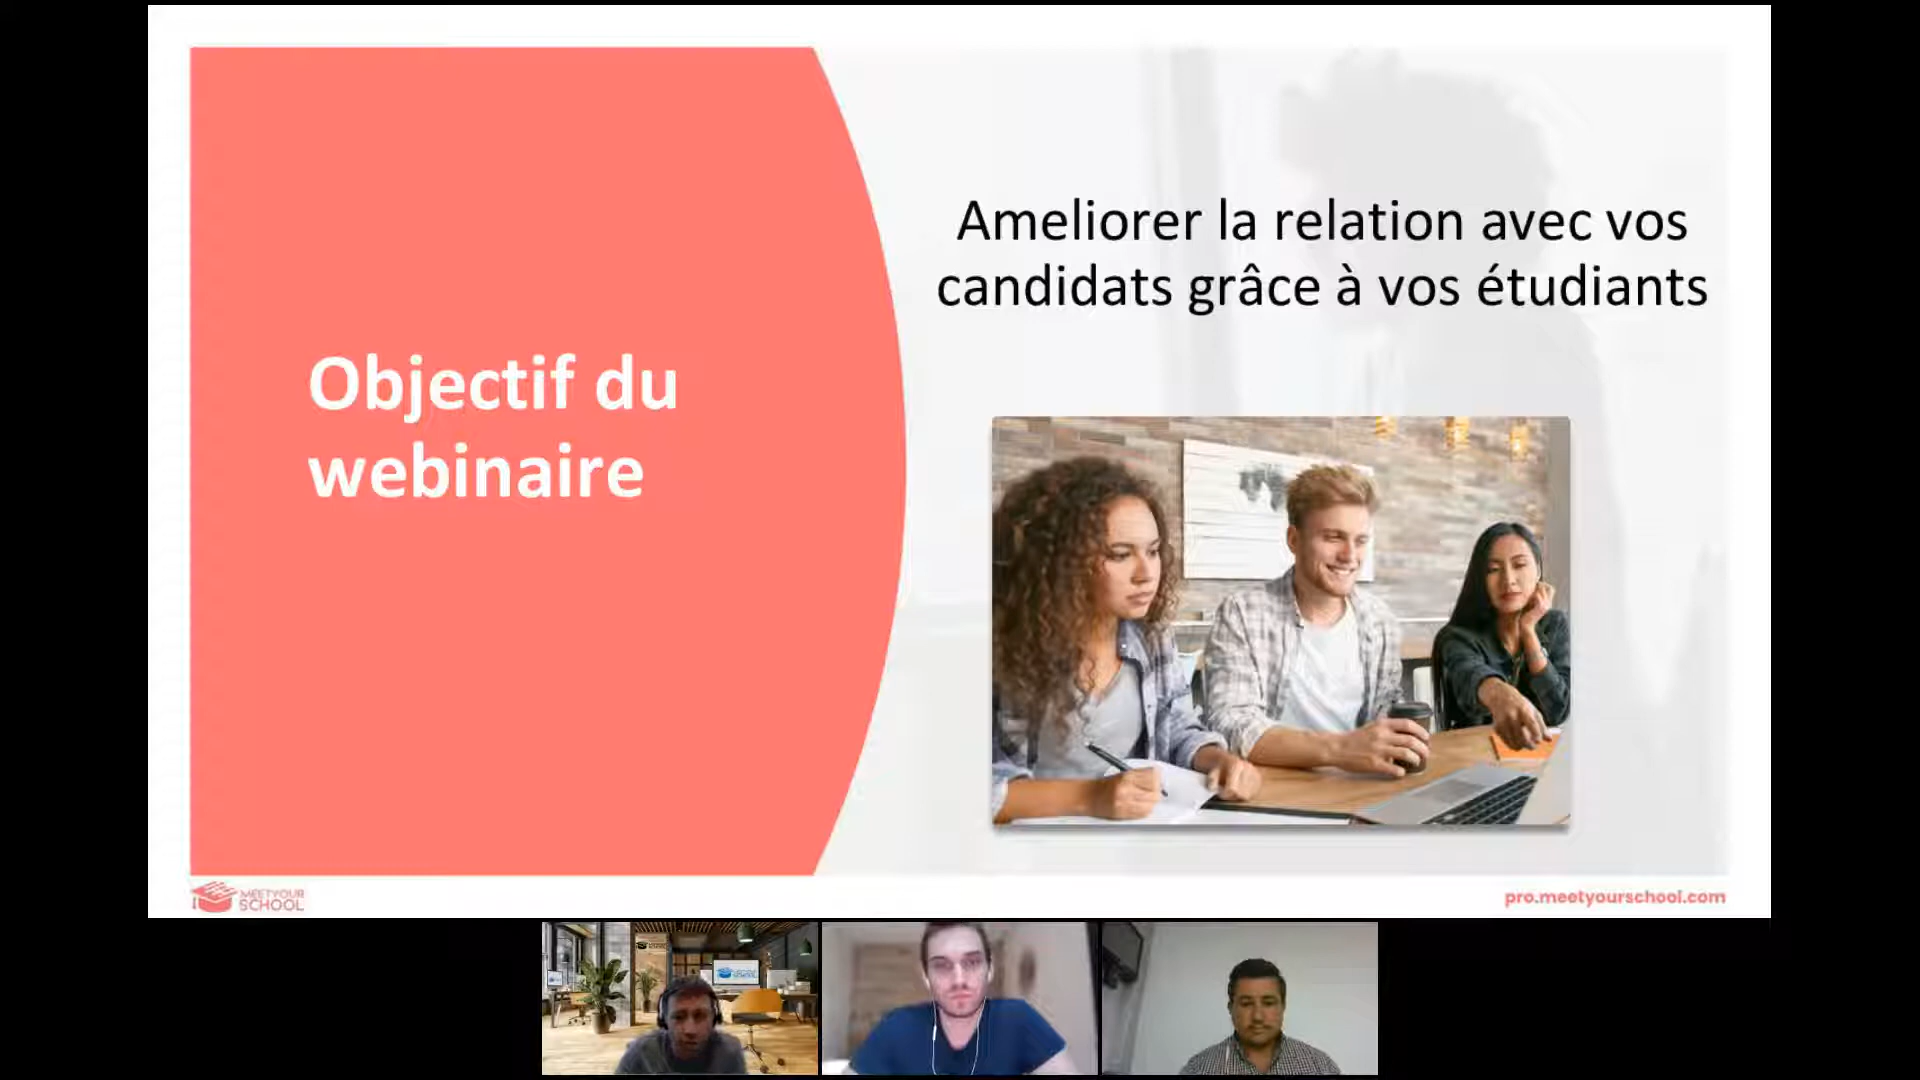 Ameliorer la relation avec vos
candidats grâce à vos étudiants
Objectif du
webinaire
MEETYOUR
SCHOOL
pro.meetyourschool.com